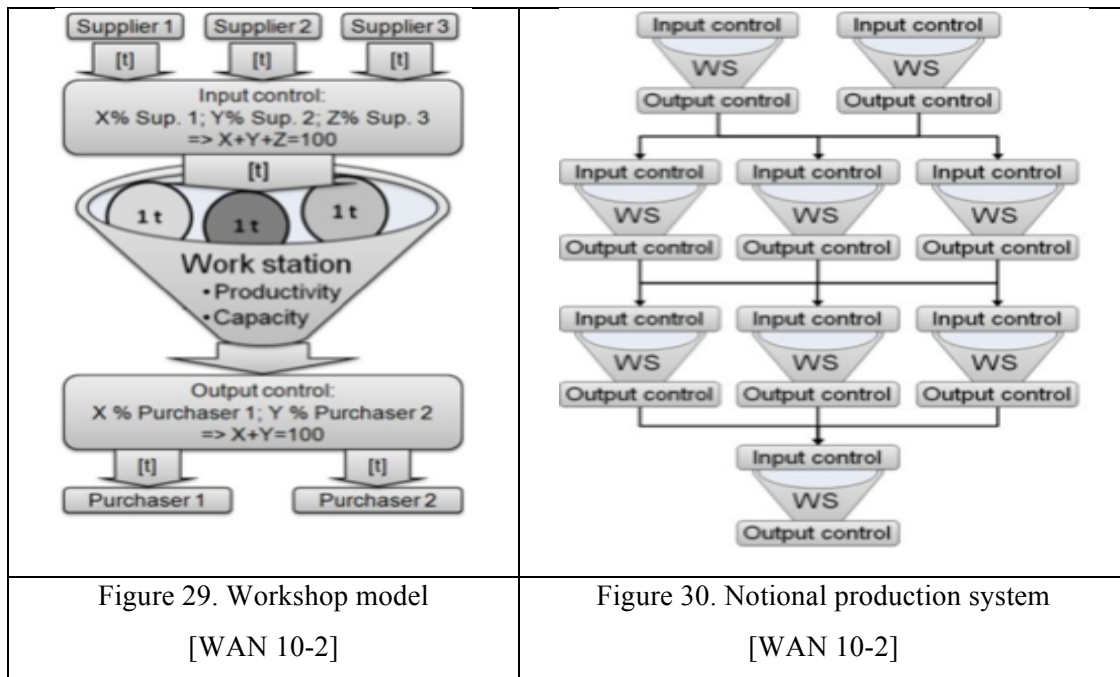 Supplier 1 Supplier 2 Supplier 3
[t] [t] [t]
Input control:
X% Sup. 1; Y% Sup. 2; Z% Sup. 3
=> X+Y+Z=100
[t]
1 t 1 t 1 t
Work station
•Productivity
•Capacity
Output control:
X % Purchaser 1; Y % Purchaser 2
=> X+Y=100
[t] [t]
Purchaser 1 Purchaser 2
Input control Input control
WS WS
Output control Output control
Input control Input control Input control
WS WS WS
Output control Output control Output control
Input control Input control Input control
WS WS WS
Output control Output control Output control
Input control
WS
Output control
Figure 29. Workshop model
[WAN 10-2]
Figure 30. Notional production system
[WAN 10-2]